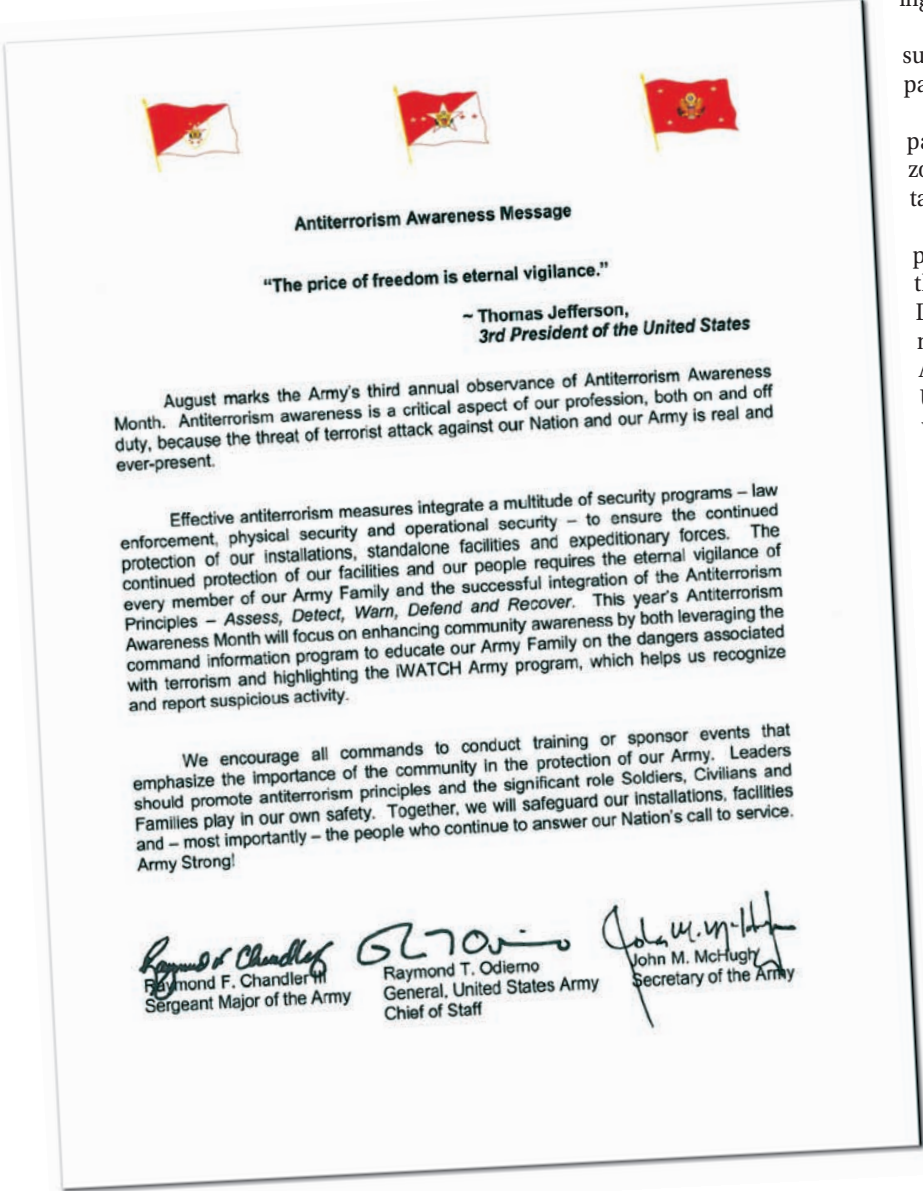 Antiterrorism Awareness Message
“The price of freedom is eternal vigilance.”
~ Thomas Jefferson,
3rd President of the United States
August marks the Army’s third annual observance of Antiterrorism Awareness
Month. Antiterrorism awareness is a critical aspect of our profession, both on and off
duty, because the threat of terrorist attack against our Nation and our Army is real and
ever-present.
Effective antiterrorism measures integrate a multitude of security programs – law
enforcement, physical security and operational security – to ensure the continued
protection of our installations, standalone facilities and expeditionary forces. The
continued protection of our facilities and our people requires the eternal vigilance of
every member of our Army Family and the successful integration of the Antiterrorism
Principles – Assess, Detect, Warn, Defend and Recover. This year’s Antiterrorism
Awareness Month will focus on enhancing community awareness by both leveraging the
command information program to educate our Army Family on the dangers associated
with terrorism and highlighting the iWATCH Army program, which helps us recognize
and report suspicious activity.
We encourage all commands to conduct training or sponsor events that
emphasize the importance of the community in the protection of our Army. Leaders
should promote antiterrorism principles and the significant role Soldiers, Civilians and
Families play in our own safety. Together, we will safeguard our installations, facilities
and – most importantly – the people who continue to answer our Nation’s call to service.
Army Strong!
Raymond F. Chandler III
Sergeant Major of the Army
Raymond T. Odierno
General, United States Army
Chief of Staff
John M. McHugh
Secretary of the Army